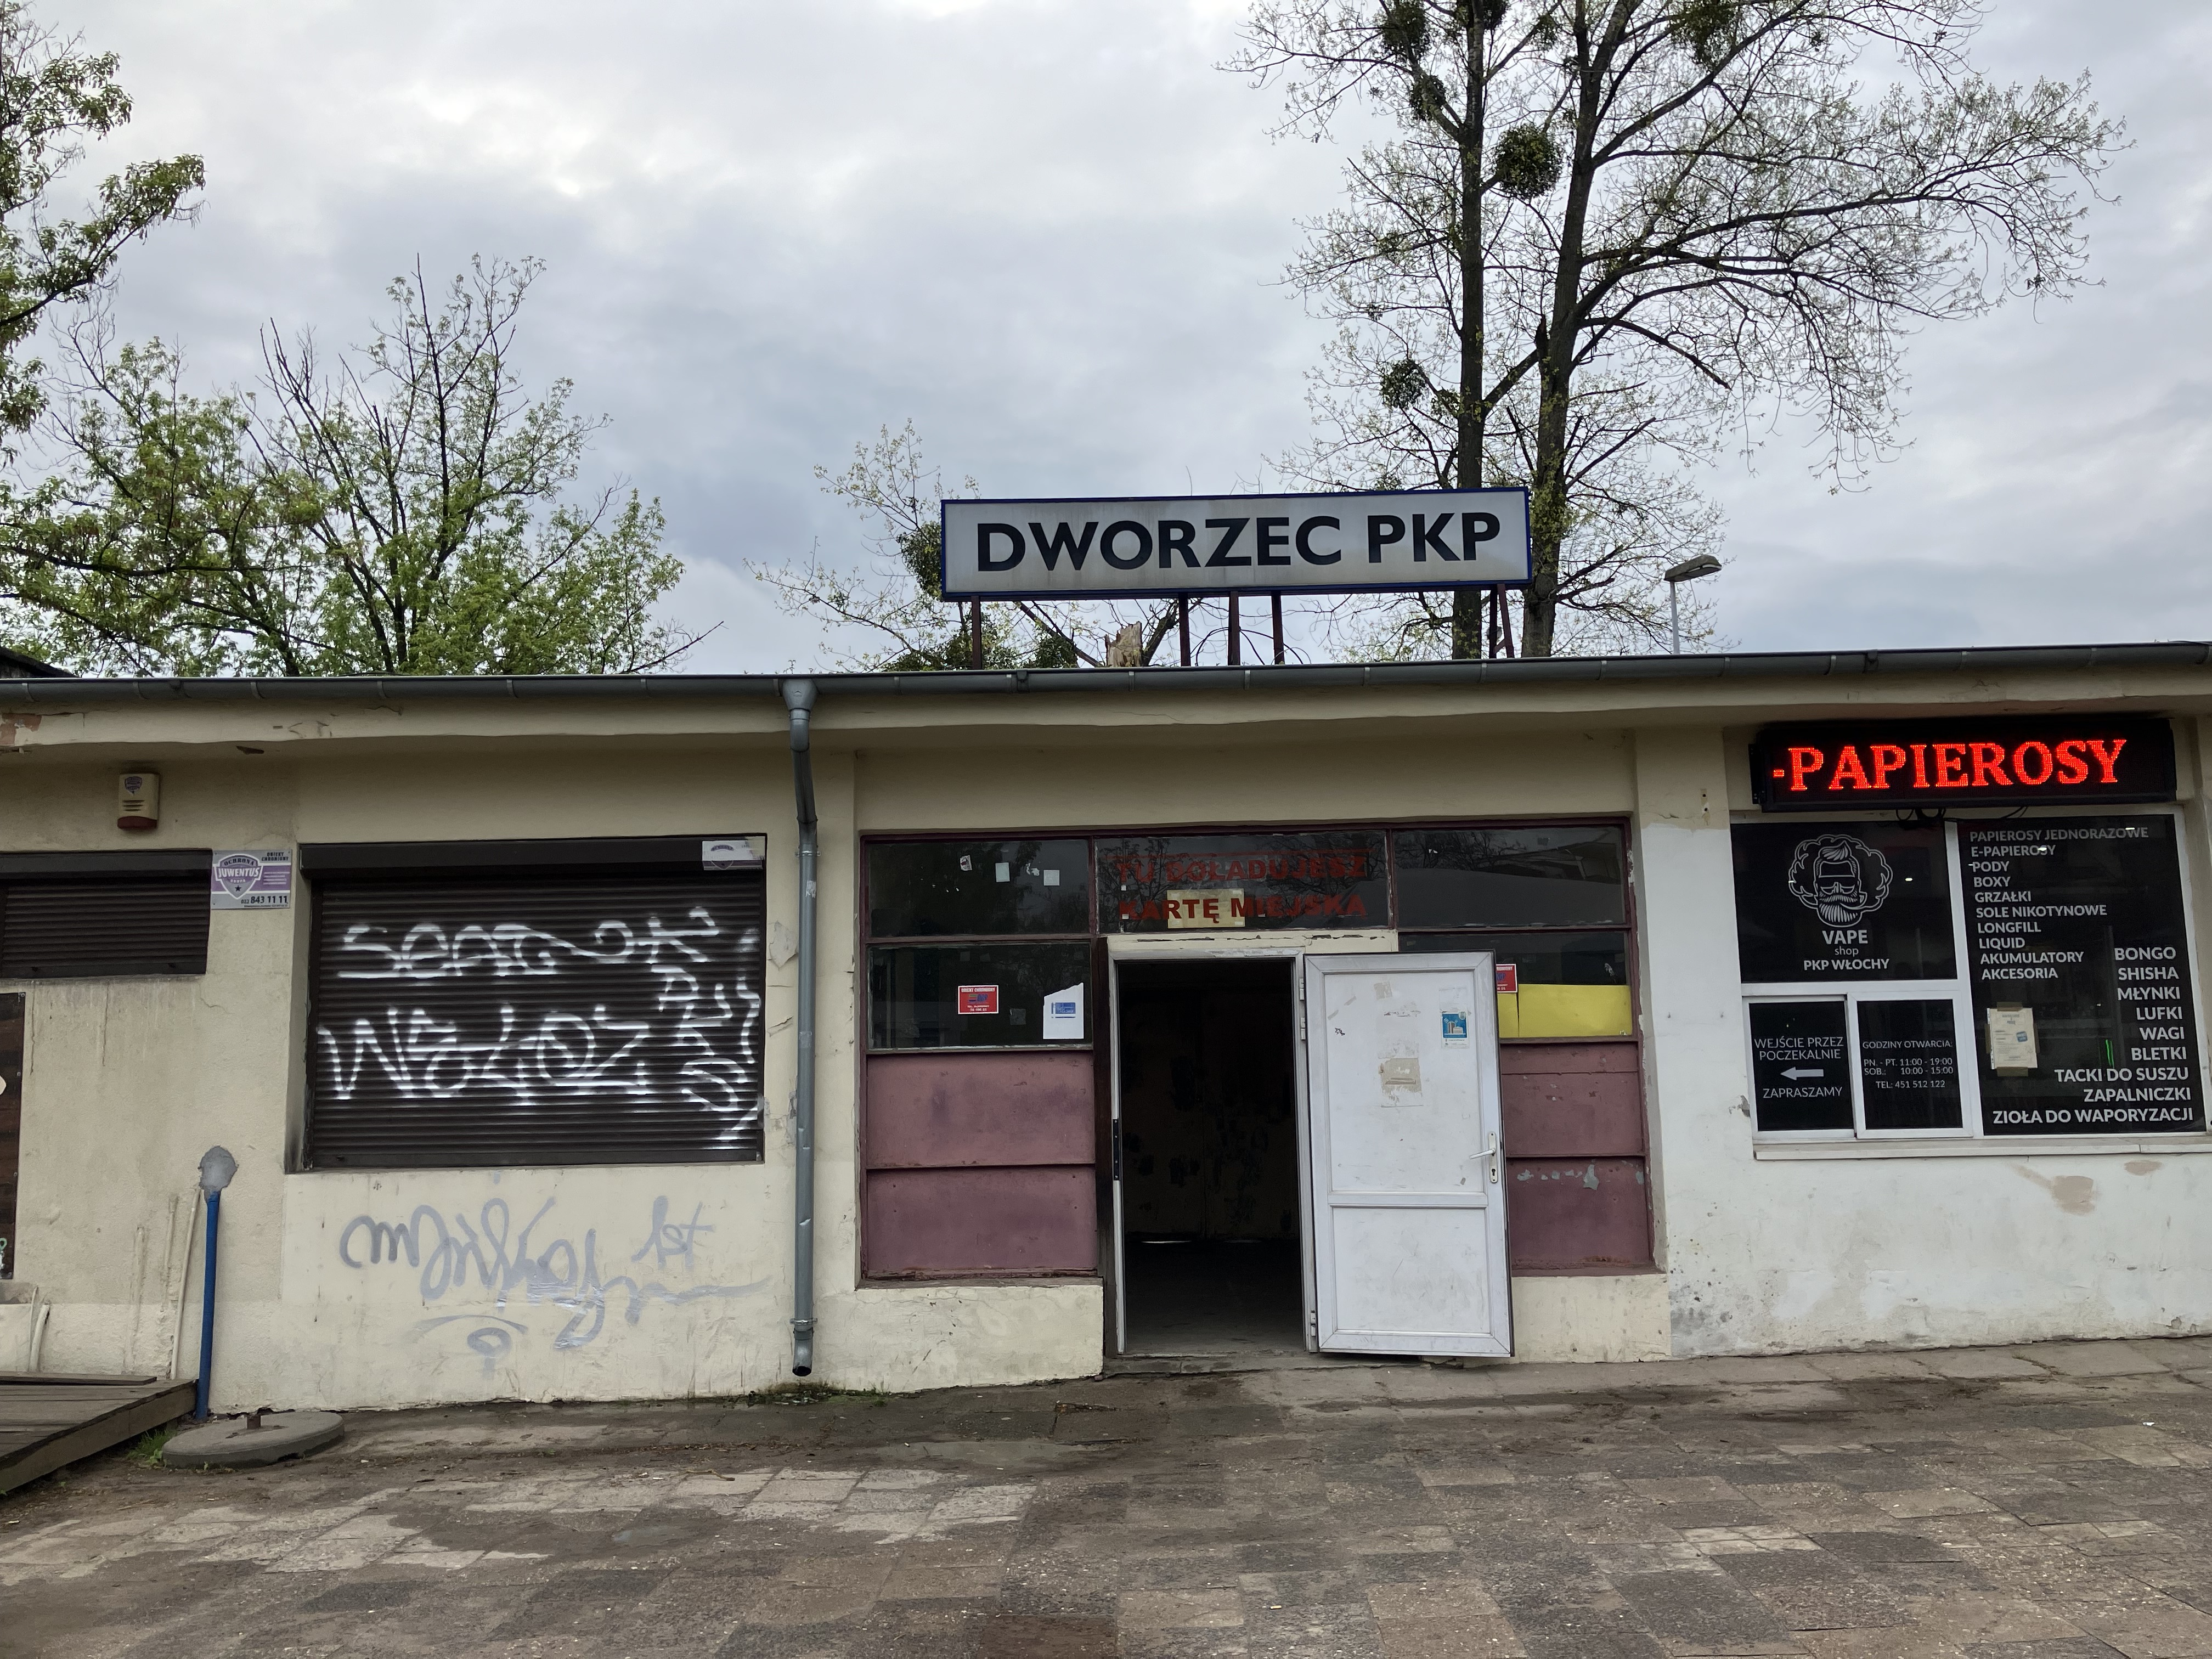 DWORZEC PKP
-PAPIEROSY
OCHRONA
JUWENTUS
843 11 11
TU DOŁADUJESZ
KARTĘ MIEJSKĄ
VAPE
shop
PKP WŁOCHY
WEJŚCIE PRZEZ
POCZEKALNIE
ZAPRASZAMY
GODZINY OTWARCIA:
PN. - PT. 11:00 - 19:00
SOB.; 10:00 - 15:00
TEL: 451 512 122
PAPIEROSY JEDNORAZOWE
E-PAPIEROSY
PODY
BOXY
GRZAŁKI
SOLE NIKOTYNOWE
LONGFILL
LIQUID
AKUMULATORY
AKCESORIA
BONGO
SHISHA
MŁYNKI
LUFKI
WAGI
BLETKI
TACKI DO SUSZU
ZAPALNICZKI
ZIOŁA DO WAPORYZACJI